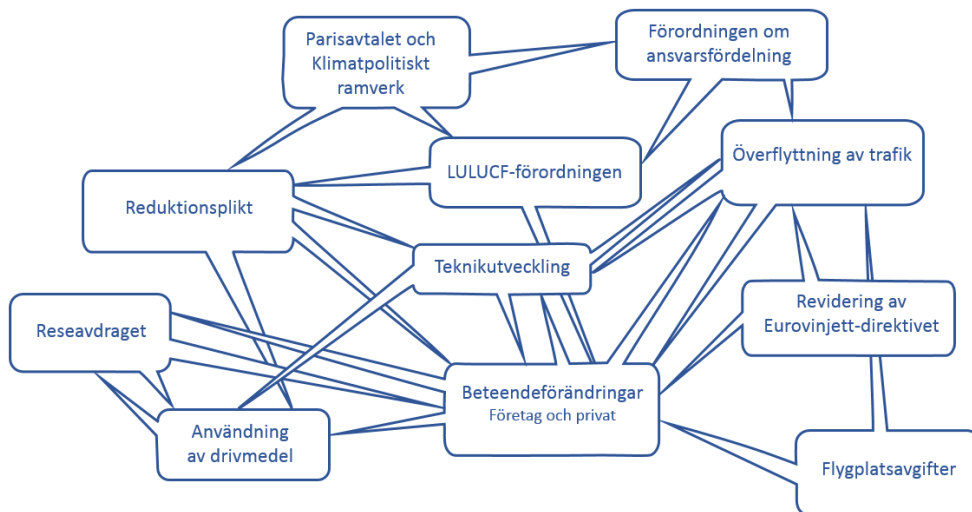 Parisavtalet och
Klimatpolitiskt
ramverk
Förordningen om
ansvarsfördelning
Överflyttning av trafik
LULUCF-förordningen
Reduktionsplikt
Teknikutveckling
Reseavdraget
Revidering av
Eurovinjett-direktivet
Beteendeförändringar
Företag och privat
Användning
av drivmedel
Flygplatsavgifter